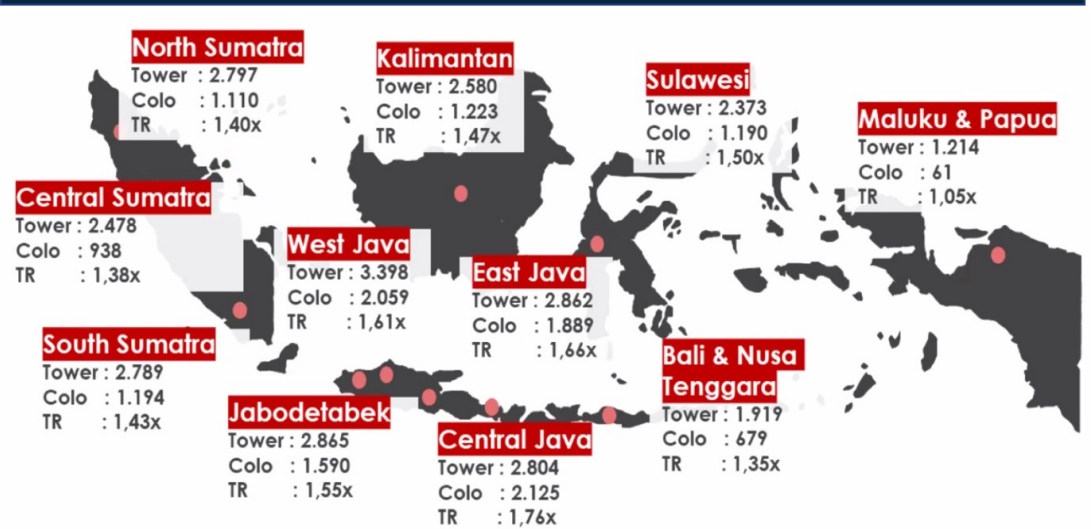 North Sumatra
Tower : 2.797
Colo : 1.110
TR : 1,40x
Kalimantan
Tower : 2.580
Colo : 1.223
TR : 1,47x
Sulawesi
Tower : 2.373
Colo : 1.190
TR : 1,50x
Maluku & Papua
Tower : 1.214
Colo : 61
TR : 1,05x
Central Sumatra
Tower : 2.478
Colo : 938
TR : 1,38x
West Java
Tower : 3.398
Colo : 2.059
TR : 1,61x
East Java
Tower : 2.862
Colo : 1.889
TR : 1,66x
South Sumatra
Tower : 2.789
Colo : 1.194
TR : 1,43x
Bali & Nusa
Tenggara
Tower : 1.919
Colo : 679
TR : 1,35x
Jabodetabek
Tower : 2.865
Colo : 1.590
TR : 1,55x
Central Java
Tower : 2.804
Colo : 2.125
TR : 1,76x